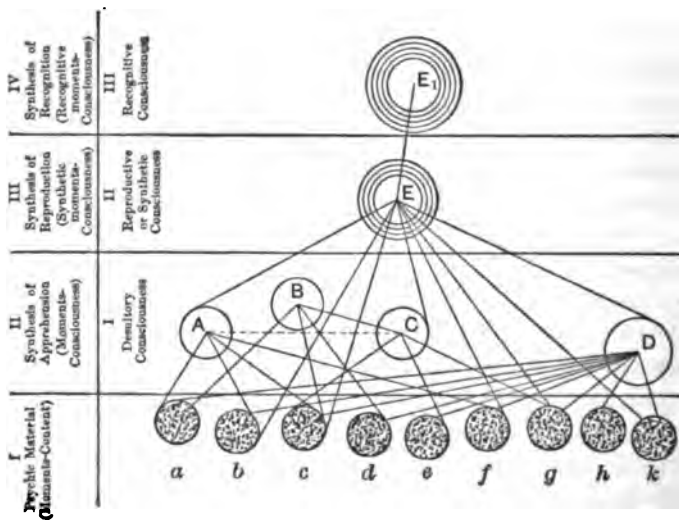 IV
Synthesis of
Recognition
(Recognitive
moments-
Consciousness)
III
Recognitive
Consciousness
E1
III
Synthesis of
Reproduction
(Synthetic
moments-
Consciousness)
II
Reproductive
or Synthetic
Consciousness
E
II
Synthesis of
Apprehension
(Moments-
Consciousness)
I
Desultory
Consciousness
A
B
C
D
I
Psychic Material
(Moments-Content)
a b c d e f g h k